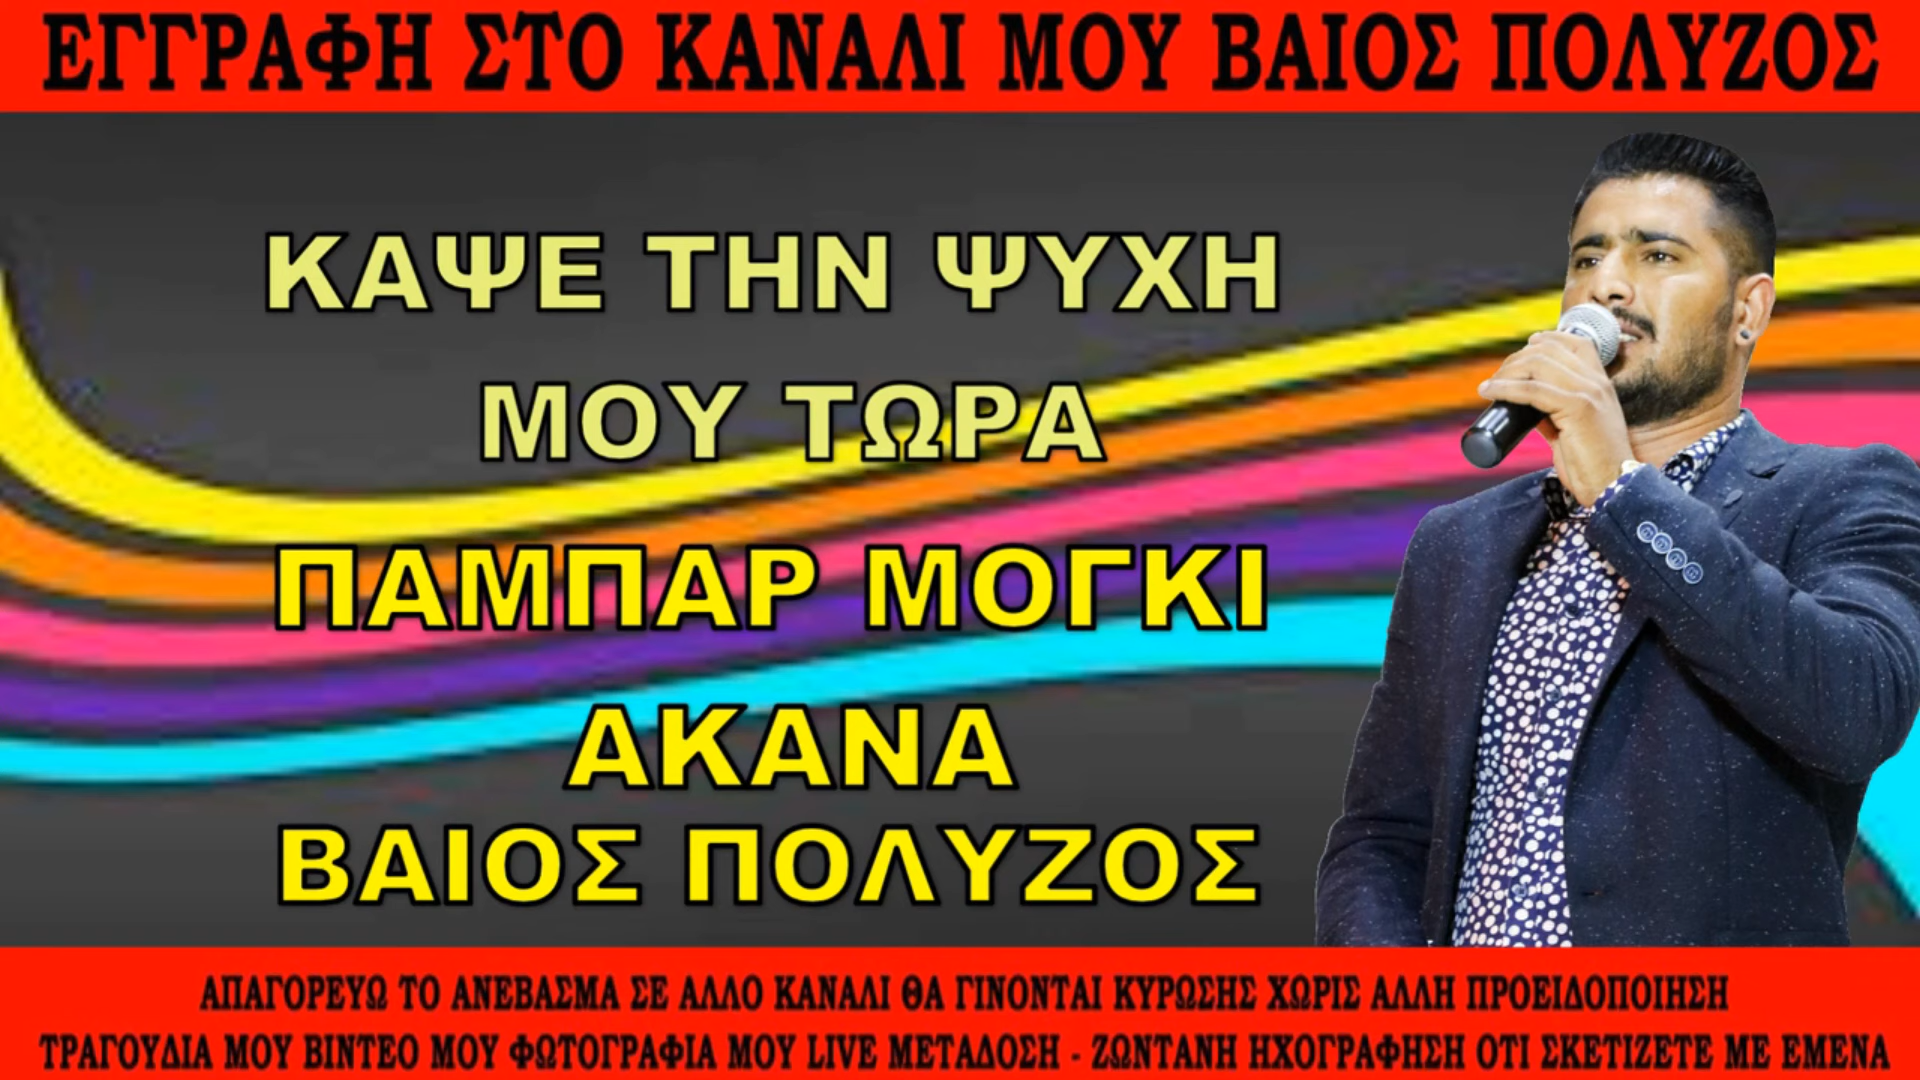 ΕΓΓΡΑΦΗ ΣΤΟ ΚΑΝΑΛΙ ΜΟΥ ΒΑΙΟΣ ΠΟΛΥΖΟΣ
ΚΑΨΕ ΤΗΝ ΨΥΧΗ
ΜΟΥ ΤΩΡΑ
ΠΑΜΠΑΡ ΜΟΓΚΙ
ΑΚΑΝΑ
ΒΑΙΟΣ ΠΟΛΥΖΟΣ
ΑΠΑΓΟΡΕΥΩ ΤΟ ΑΝΕΒΑΣΜΑ ΣΕ ΑΛΛΟ ΚΑΝΑΛΙ ΘΑ ΓΙΝΟΝΤΑΙ ΚΥΡΩΣΗΣ ΧΩΡΙΣ ΑΛΛΗ ΠΡΟΕΙΔΟΠΟΙΗΣΗ
ΤΡΑΓΟΥΔΙΑ ΜΟΥ ΒΙΝΤΕΟ ΜΟΥ ΦΩΤΟΓΡΑΦΙΑ ΜΟΥ LIVE ΜΕΤΑΔΟΣΗ - ΖΩΝΤΑΝΗ ΗΧΟΓΡΑΦΗΣΗ ΟΤΙ ΣΚΕΤΙΖΕΤΕ ΜΕ ΕΜΕΝΑ